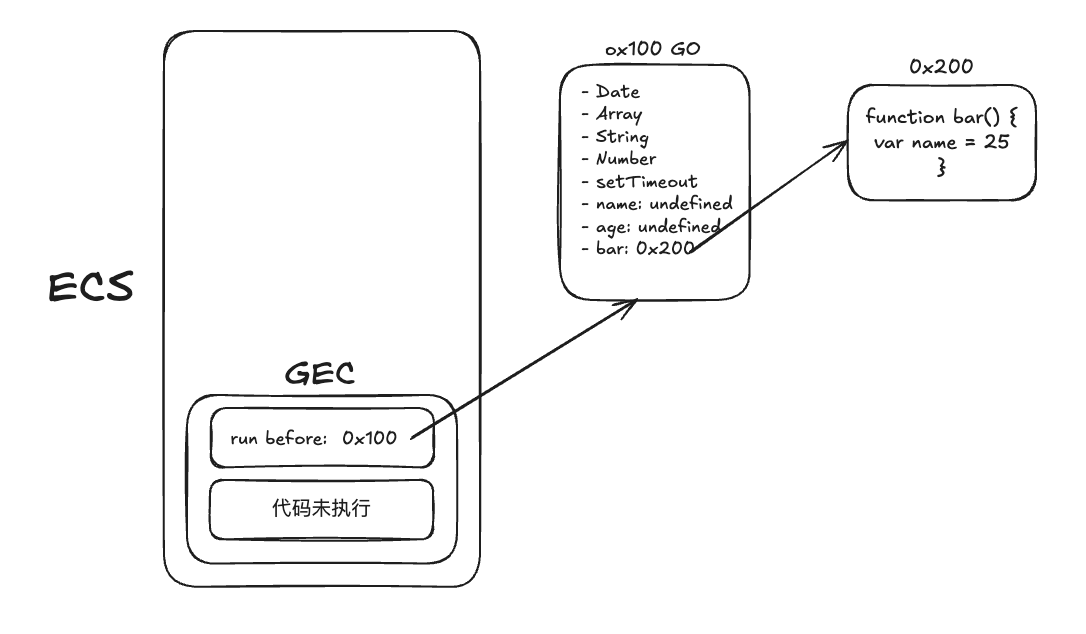 ECS
GEC
run before: 0x100
代码未执行
ox100 GO
- Date
- Array
- String
- Number
- setTimeout
- name: undefined
- age: undefined
- bar: 0x200
0x200
function bar() {
var name = 25
}